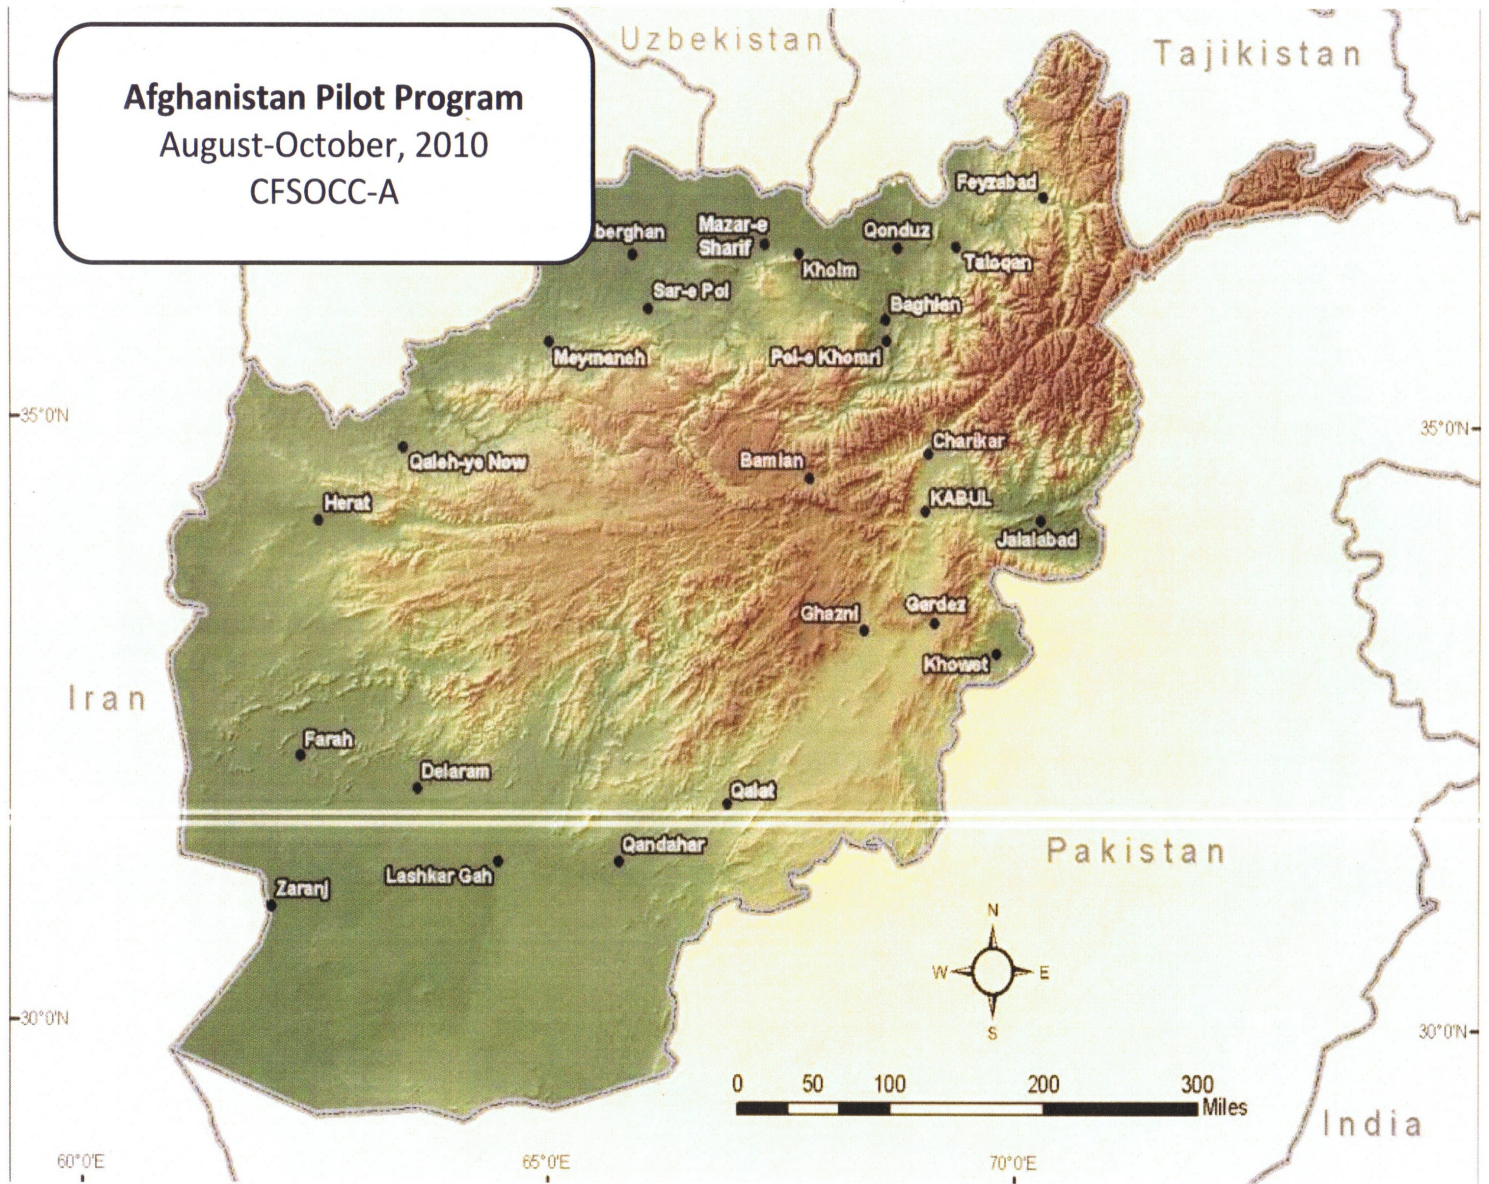 Afghanistan Pilot Program
August-October, 2010
CFSOCC-A
Uzbekistan
Tajikistan
Feyzabad
berghan
Mazar-e
Sharif
Qonduz
Kholm
Taloqan
Sar-e Pol
Baghlan
Meymaneh
Pol-e Khomri
35°0'N
35°0'N
Charikar
Qaleh-ye Now
Bamian
Herat
KABUL
Jalalabad
Ghazni
Gardez
Khowst
Iran
Farah
Delaram
Qalat
Qandahar
Pakistan
Lashkar Gah
Zaranj
N
W
E
S
30°0'N
30°0'N
0 50 100 200 300
Miles
India
60°0'E
65°0'E
70°0'E